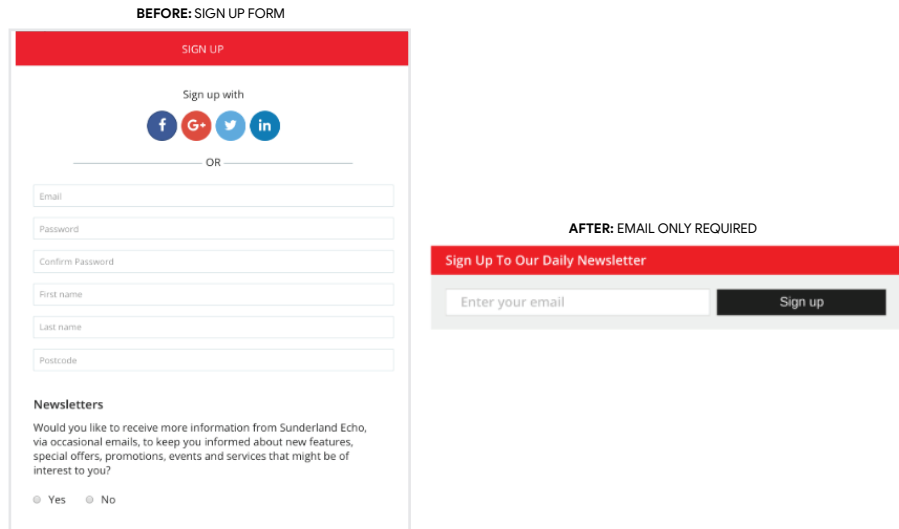 BEFORE: SIGN UP FORM
SIGN UP
Sign up with
f G+ in
OR
Email
Password
Confirm Password
First name
Last name
Postcode
Newsletters
Would you like to receive more information from Sunderland Echo,
via occasional emails, to keep you informed about new features,
special offers, promotions, events and services that might be of
interest to you?
Yes No
AFTER: EMAIL ONLY REQUIRED
Sign Up To Our Daily Newsletter
Enter your email Sign up